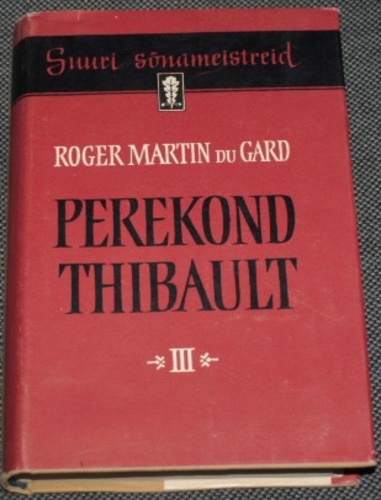 Suuri sõnameistreid
ROGER MARTIN DU GARD
PEREKOND
THIBAULT
III